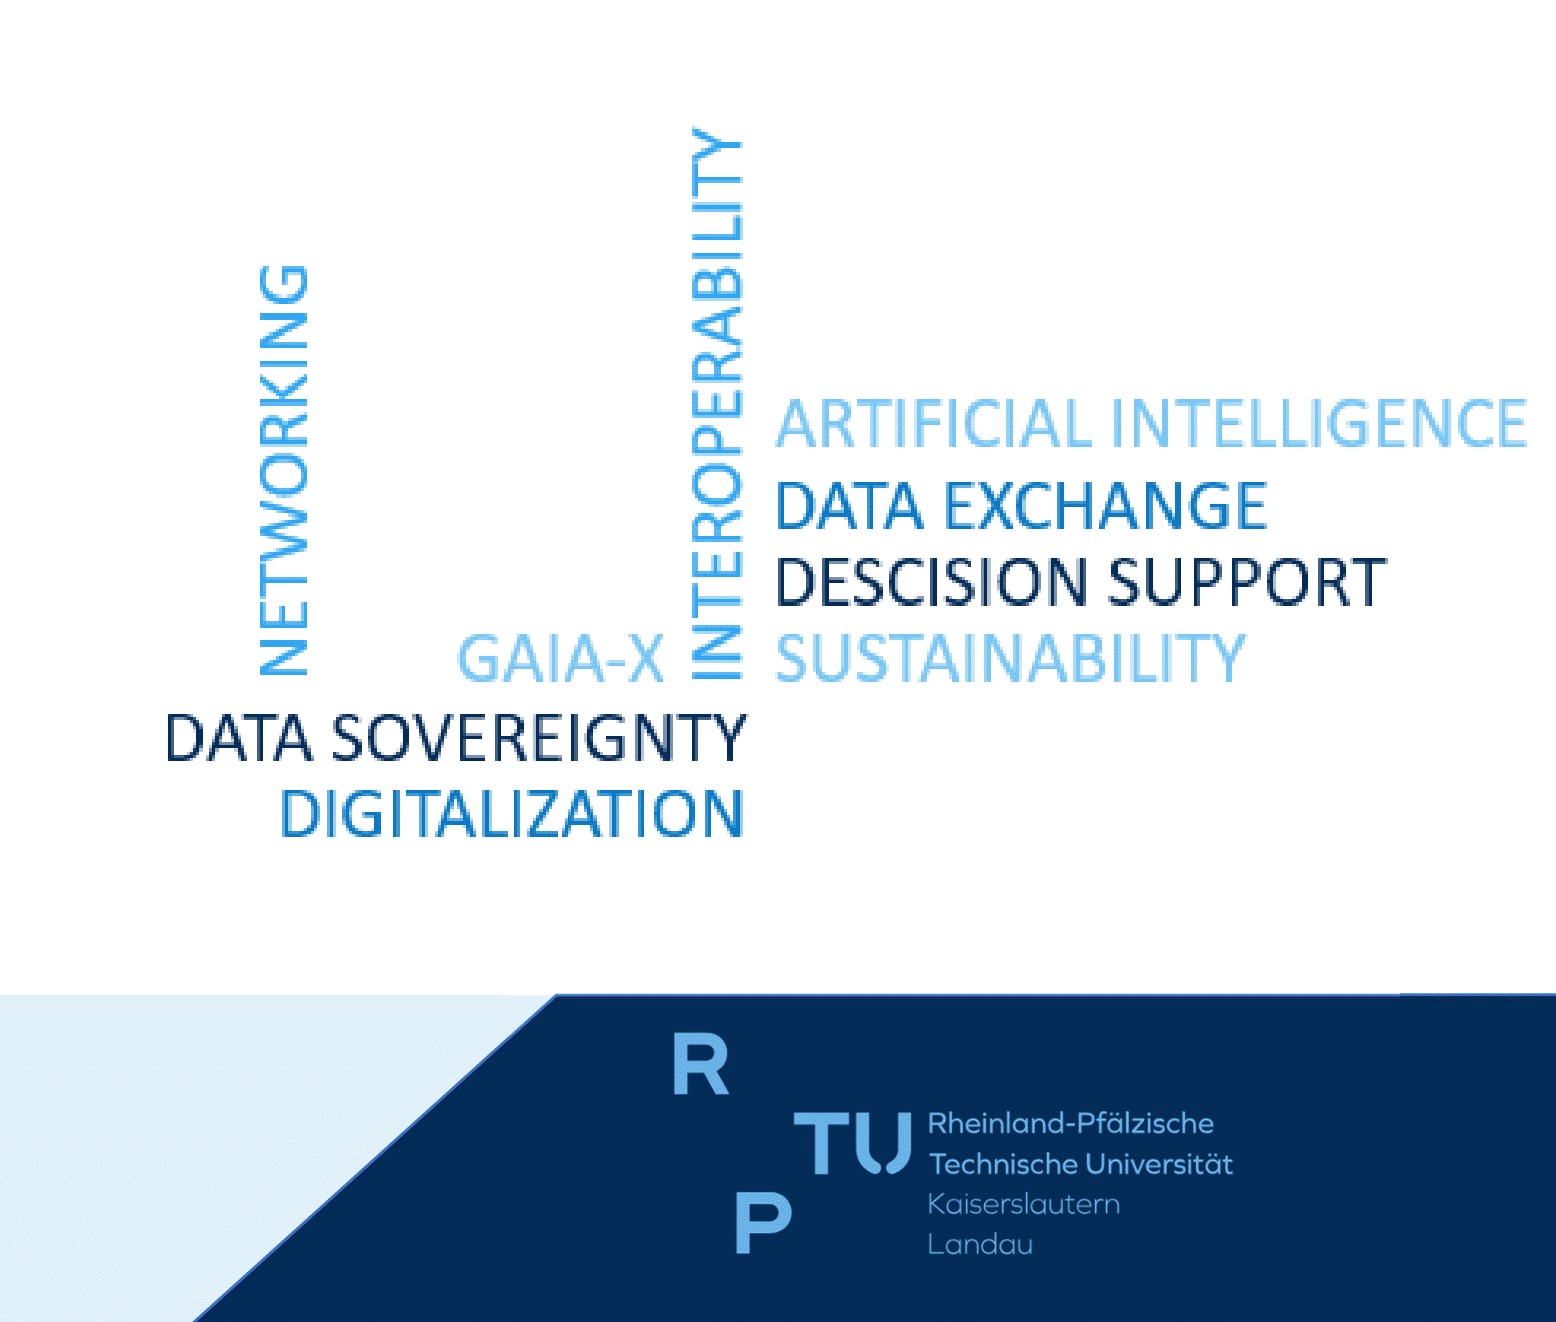 NETWORKING
INTEROPERABILITY
ARTIFICIAL INTELLIGENCE
DATA EXCHANGE
DESCISION SUPPORT
GAIA-X
SUSTAINABILITY
DATA SOVEREIGNTY
DIGITALIZATION
R
TU
P
Rheinland-Pfälzische
Technische Universität
Kaiserslautern
Landau